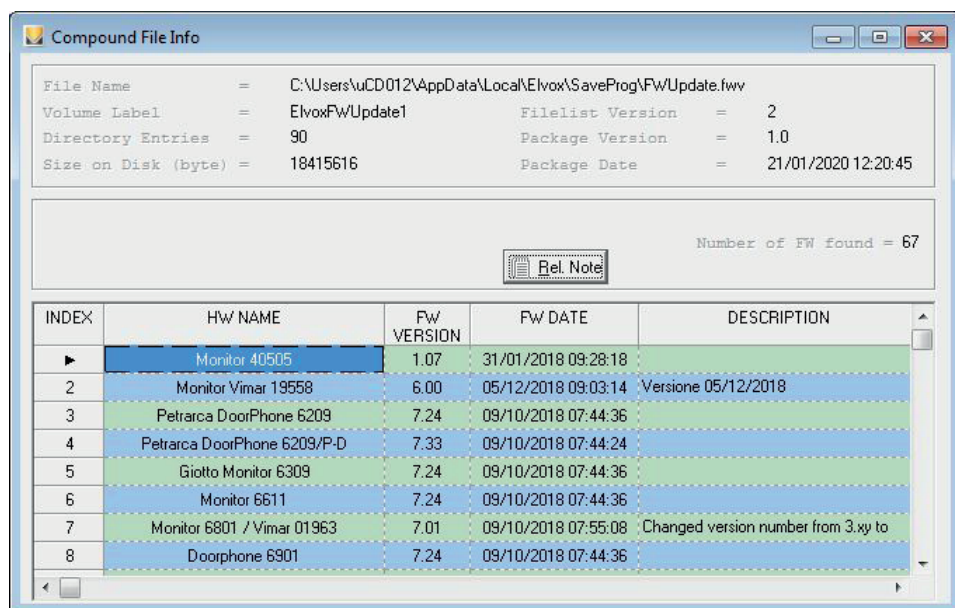 Compound File Info
File Name = C:\Users\uCD012\AppData\Local\Elvox\SaveProg\FWUpdate.fwv
Volume Label = ElvoxFWUpdate1 Filelist Version = 2
Directory Entries = 90 Package Version = 1.0
Size on Disk (byte) = 18415616 Package Date = 21/01/2020 12:20:45
Number of FW found = 67
Rel. Note
INDEX HW NAME FW VERSION FW DATE DESCRIPTION
Monitor 40505 1.07 31/01/2018 09:28:18
2 Monitor Vimar 19558 6.00 05/12/2018 09:03:14 Versione 05/12/2018
3 Petrarca DoorPhone 6209 7.24 09/10/2018 07:44:36
4 Petrarca DoorPhone 6209/P-D 7.33 09/10/2018 07:44:24
5 Giotto Monitor 6309 7.24 09/10/2018 07:44:36
6 Monitor 6611 7.24 09/10/2018 07:44:36
7 Monitor 6801 / Vimar 01963 7.01 09/10/2018 07:55:08 Changed version number from 3.xy to
8 Doorphone 6901 7.24 09/10/2018 07:44:36